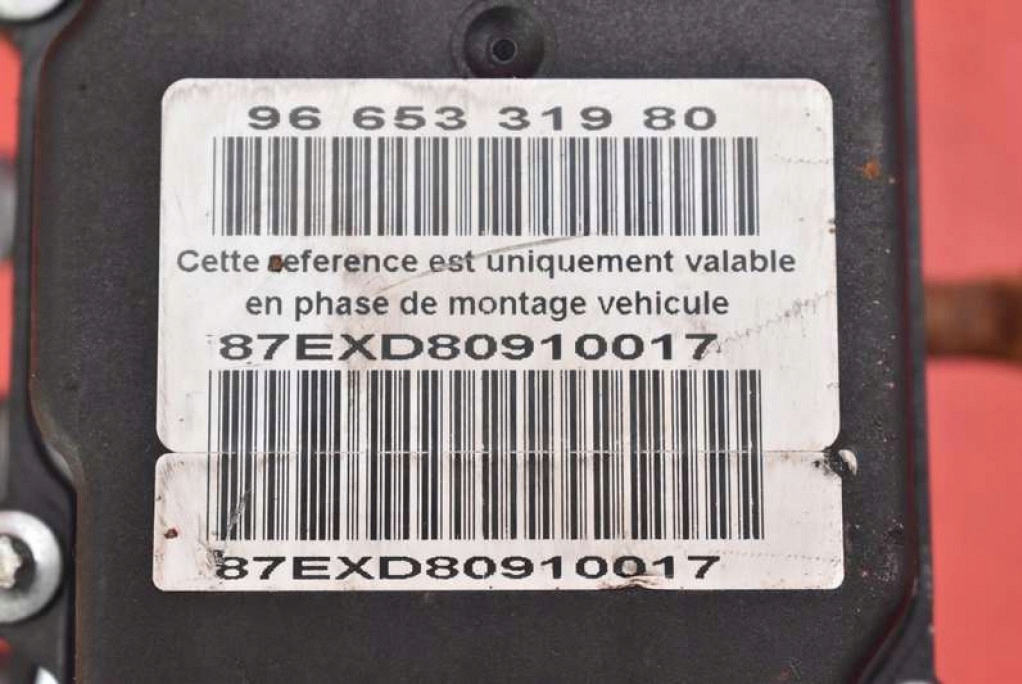 96 653 319 80
Cette reference est uniquement valable
en phase de montage vehicule
87EXD80910017
87EXD80910017